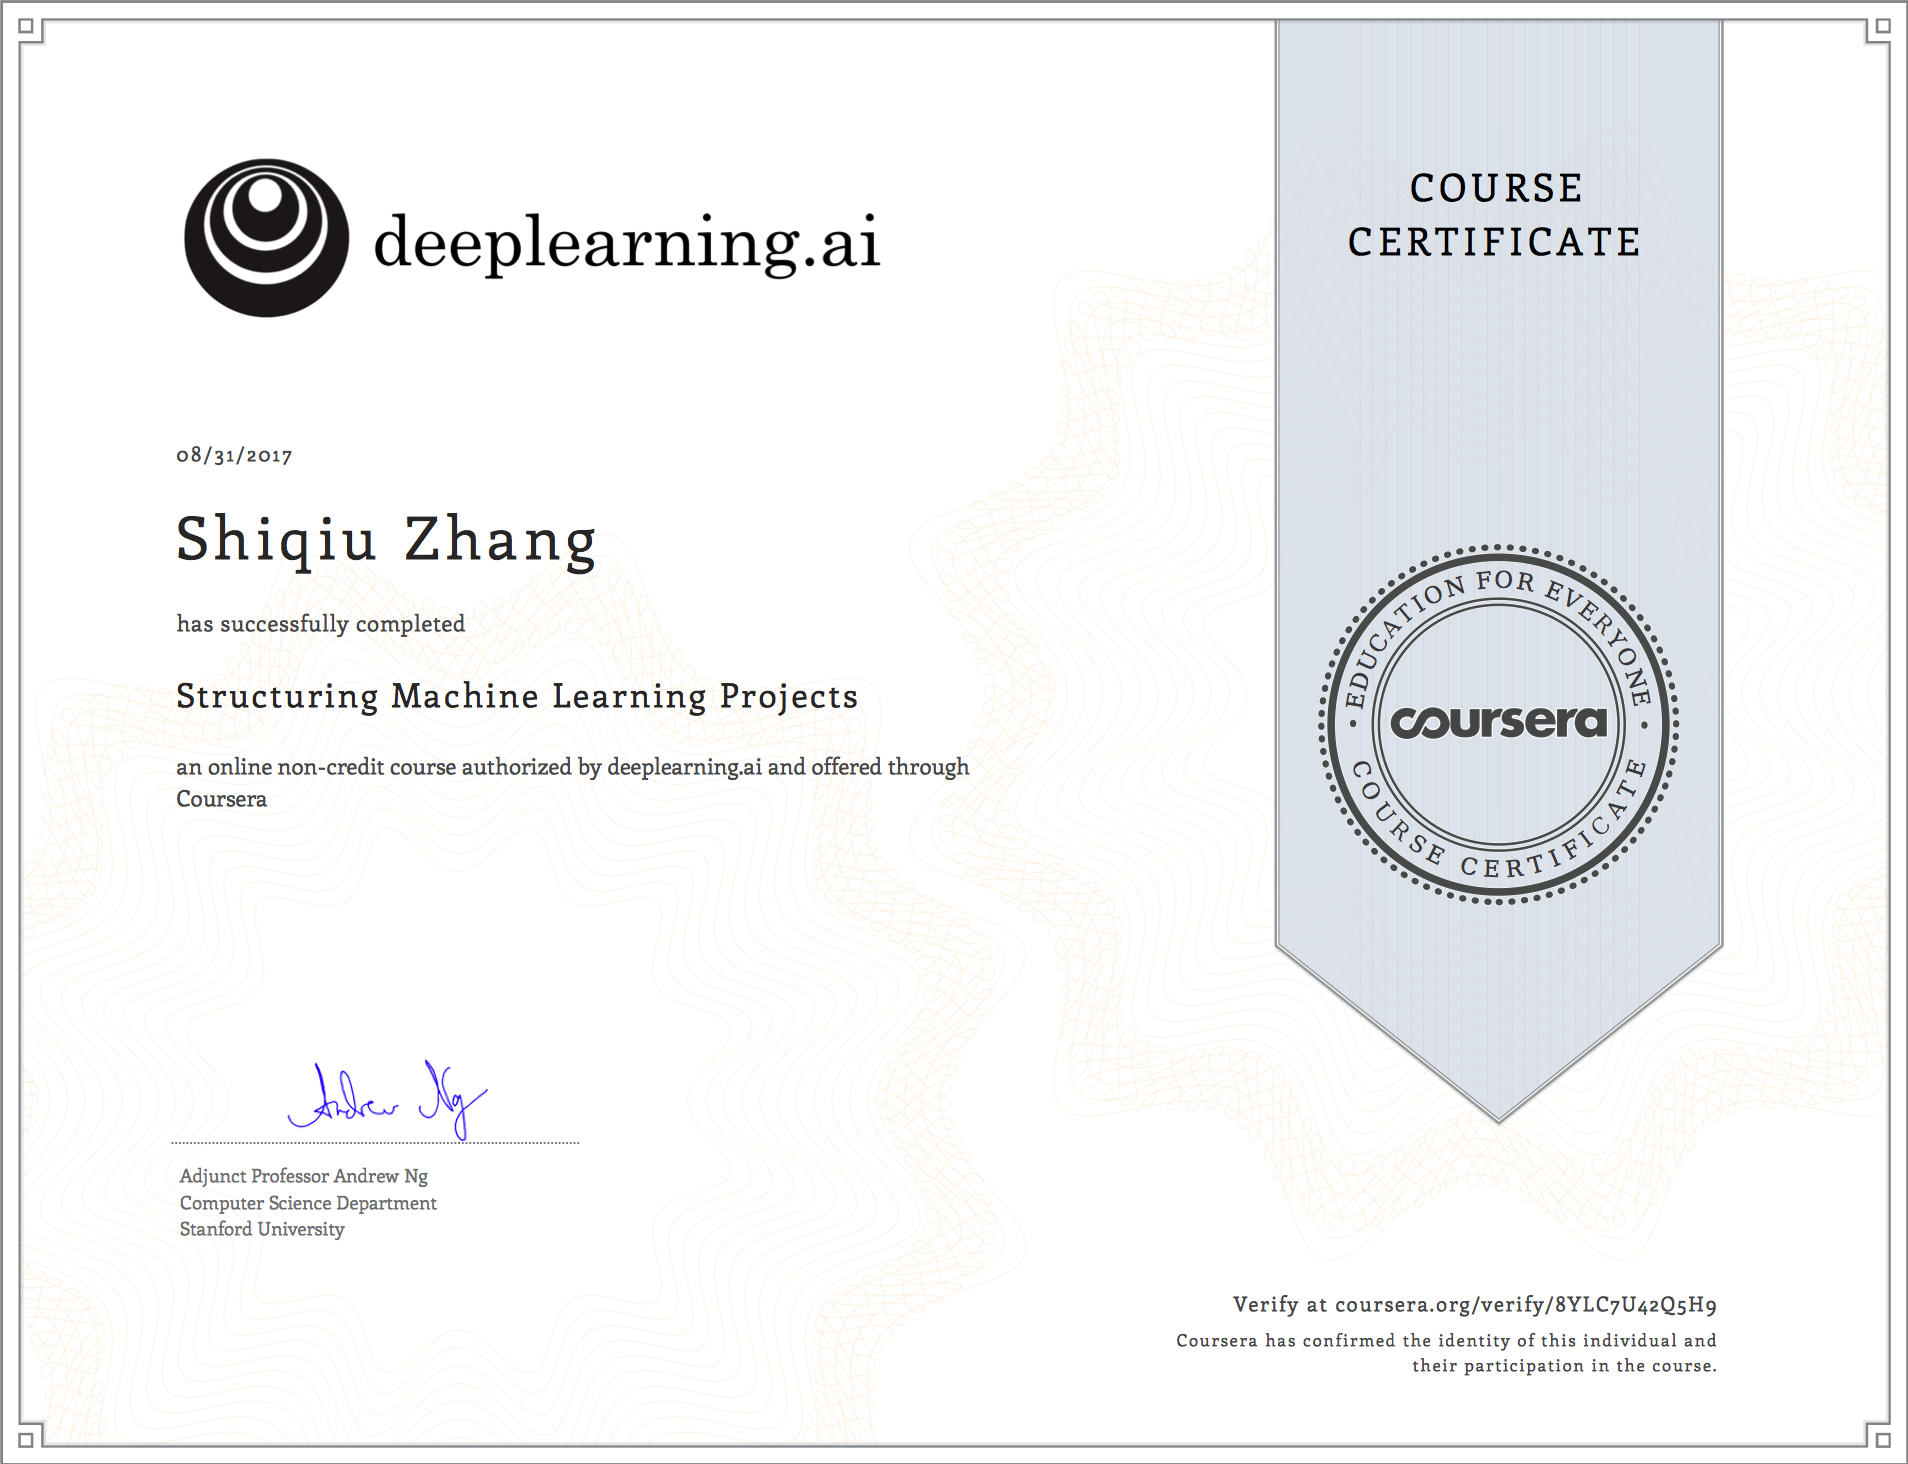 deeplearning.ai
COURSE
CERTIFICATE
08/31/2017
Shiqiu Zhang
has successfully completed
Structuring Machine Learning Projects
an online non-credit course authorized by deeplearning.ai and offered through
Coursera
EDUCATION FOR EVERYONE
coursera
COURSE CERTIFICATE
Andrew Ng
Adjunct Professor Andrew Ng
Computer Science Department
Stanford University
Verify at coursera.org/verify/8YLC7U42Q5H9
Coursera has confirmed the identity of this individual and
their participation in the course.